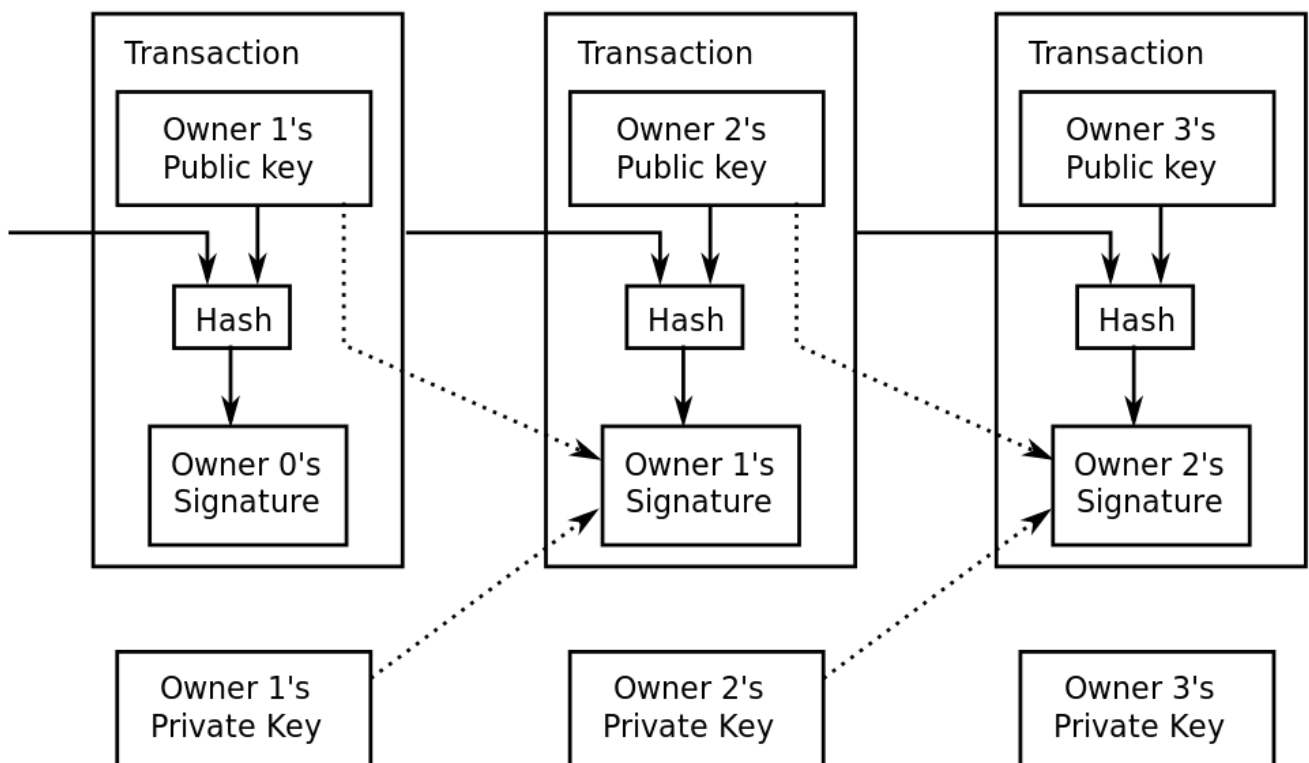 Transaction
Owner 1's
Public key
Hash
Owner 0's
Signature
Transaction
Owner 2's
Public key
Hash
Owner 1's
Signature
Transaction
Owner 3's
Public key
Hash
Owner 2's
Signature
Owner 1's
Private Key
Owner 2's
Private Key
Owner 3's
Private Key